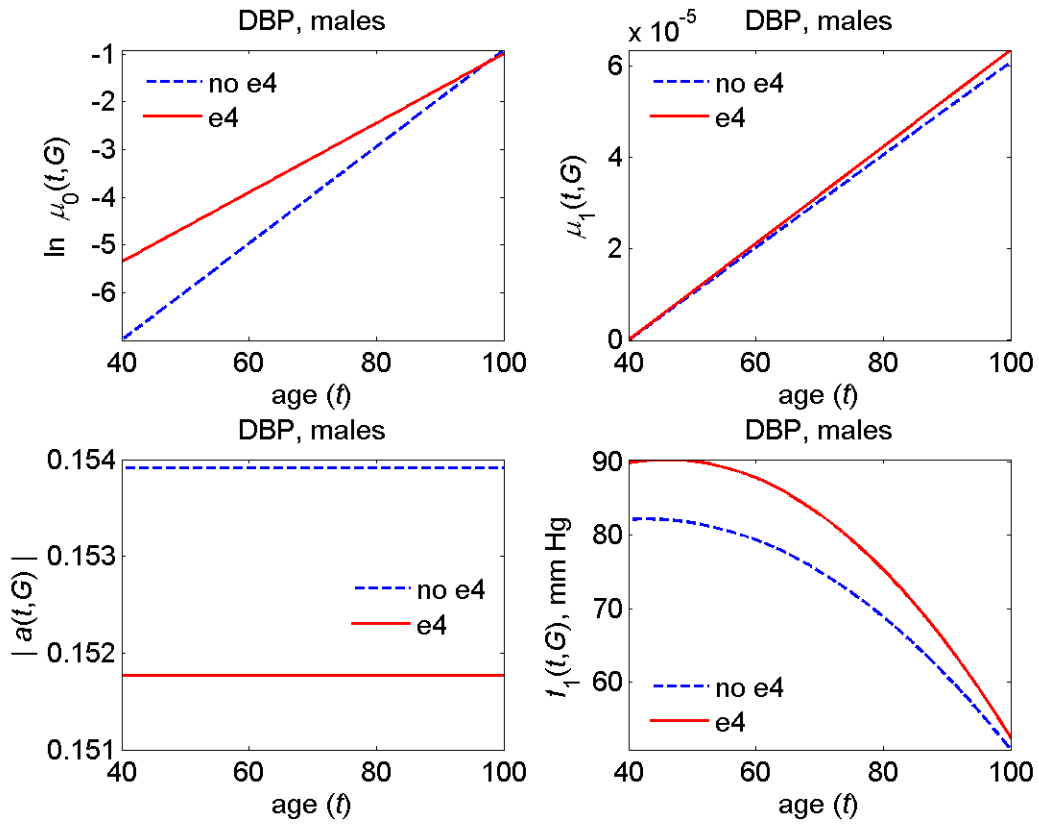 DBP, males
-1
-2
-3
-4
-5
-6
ln μ0(t,G)
no e4
e4
40 60 80 100
age (t)
DBP, males
x 10-5
6
4
2
0
μ1(t,G)
no e4
e4
40 60 80 100
age (t)
DBP, males
0.154
0.153
0.152
0.151
| a(t,G) |
no e4
e4
40 60 80 100
age (t)
DBP, males
90
80
70
60
f1(t,G), mm Hg
no e4
e4
40 60 80 100
age (t)